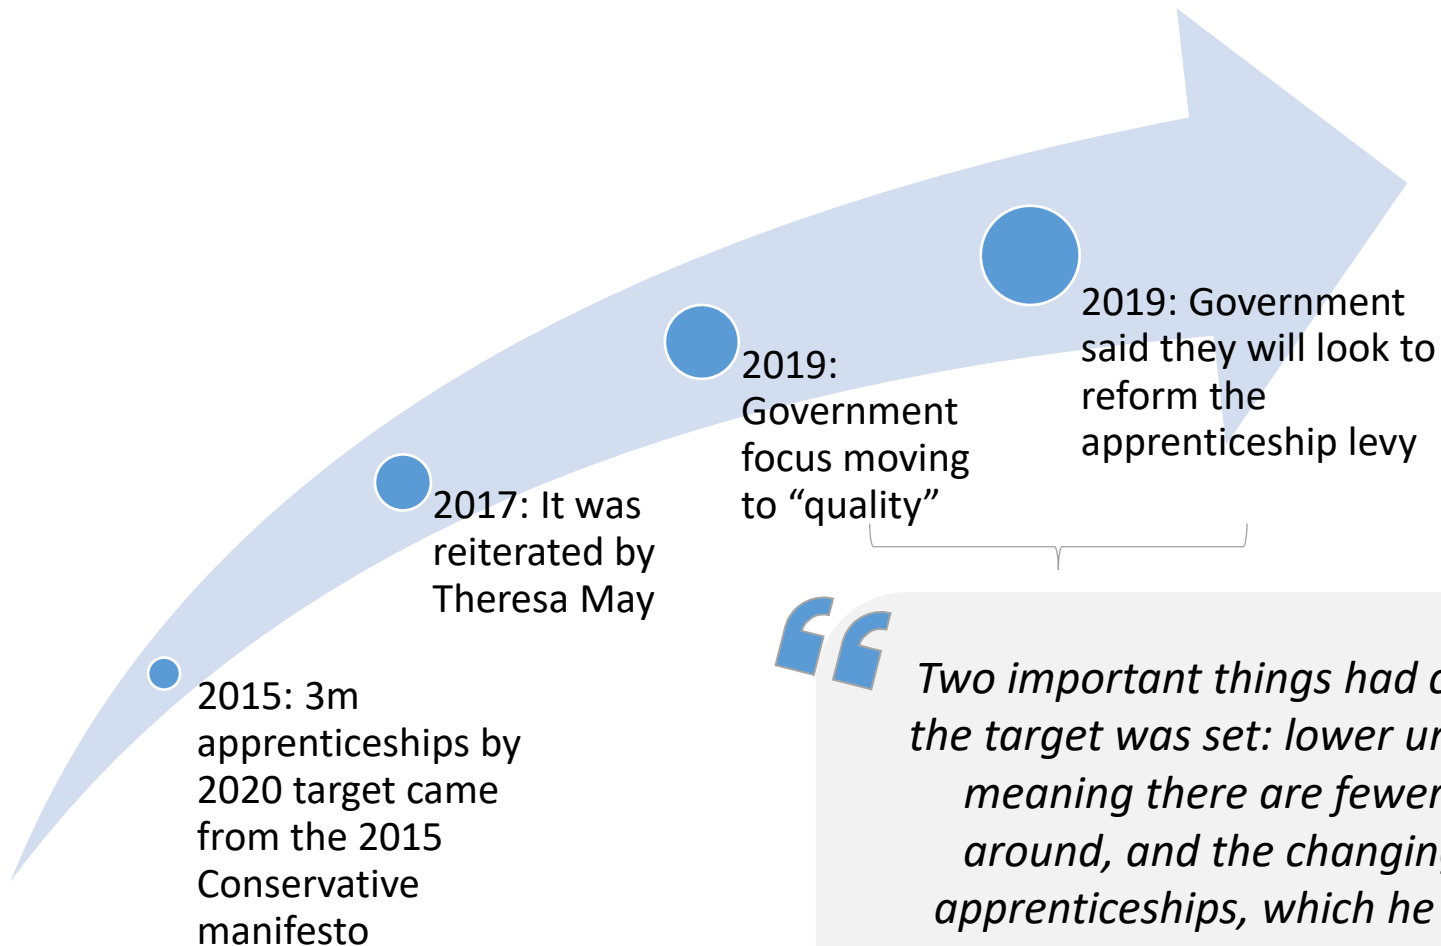 2015: 3m
apprenticeships by
2020 target came
from the 2015
Conservative
manifesto
2017: It was
reiterated by
Theresa May
2019:
Government
focus moving
to “quality”
2019: Government
said they will look to
reform the
apprenticeship levy
“
Two important things had
the target was set: lower
meaning there are fewer
around, and the
apprenticeships, which he